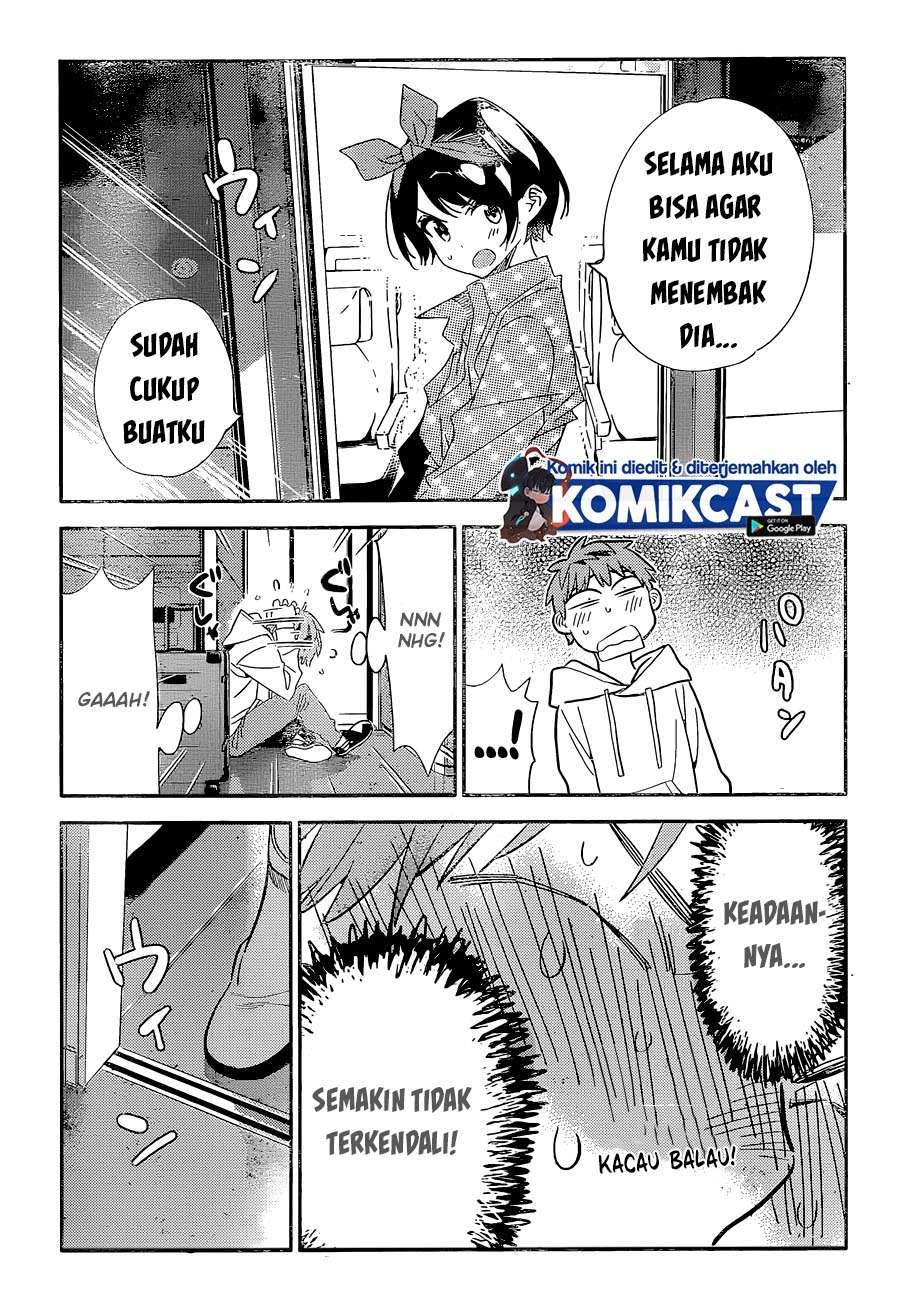 SELAMA AKU
BISA AGAR
KAMU TIDAK
MENEMBAK
DIA...
SUDAH
CUKUP
BUATKU
ウィン
Komik ini diedit & diterjemahkan oleh
KOMIKCAST
GET IT ON
Google Play
パタン
....!
NNN
NHG!
GAAAH!
KEADAAN-
NYA...
SEMAKIN TIDAK
TERKENDALI!
KACAU BALAU!
ウィーン